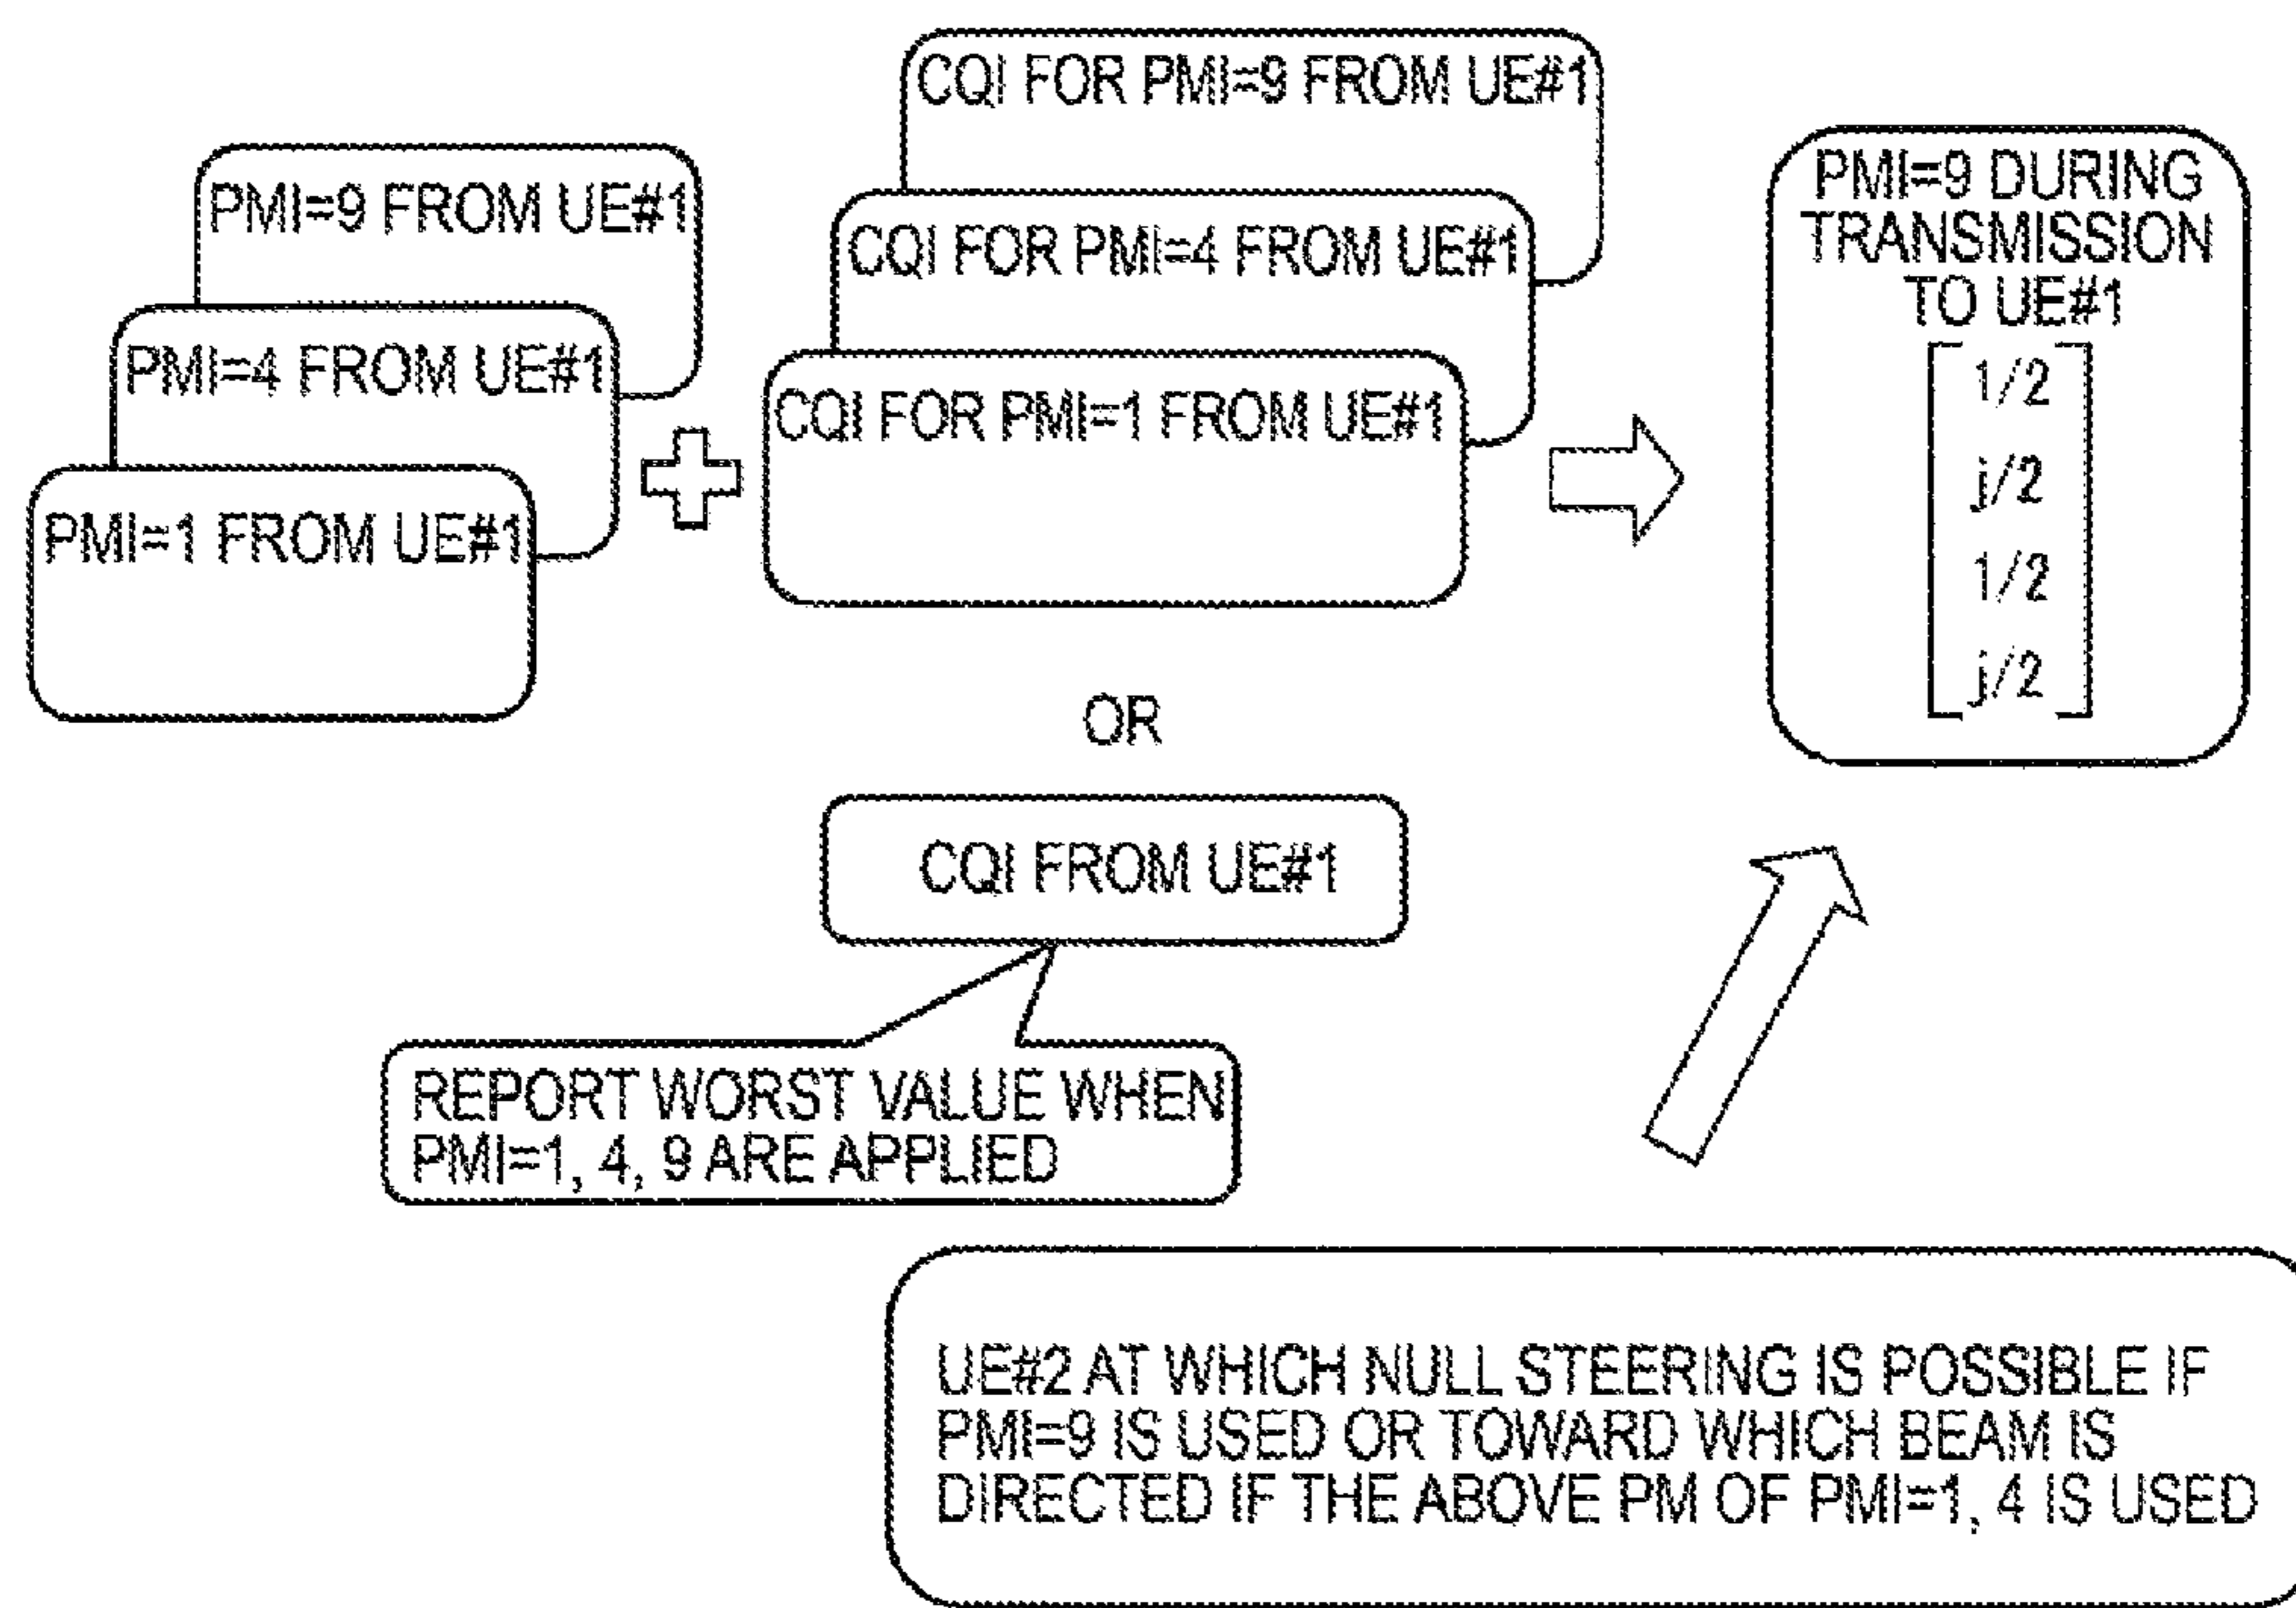 PMI=9 FROM UE#1
PMI=4 FROM UE#1
PMI=1 FROM UE#1
CQI FOR PMI=9 FROM UE#1
CQI FOR PMI=4 FROM UE#1
CQI FOR PMI=1 FROM UE#1
PMI=9 DURING
TRANSMISSION
TO UE#1
1/2
j/2
1/2
j/2
OR
CQI FROM UE#1
REPORT WORST VALUE WHEN
PMI=1, 4, 9 ARE APPLIED
UE#2 AT WHICH NULL STEERING IS POSSIBLE IF
PMI=9 IS USED OR TOWARD WHICH BEAM IS
DIRECTED IF THE ABOVE PM OF PMI=1, 4 IS USED